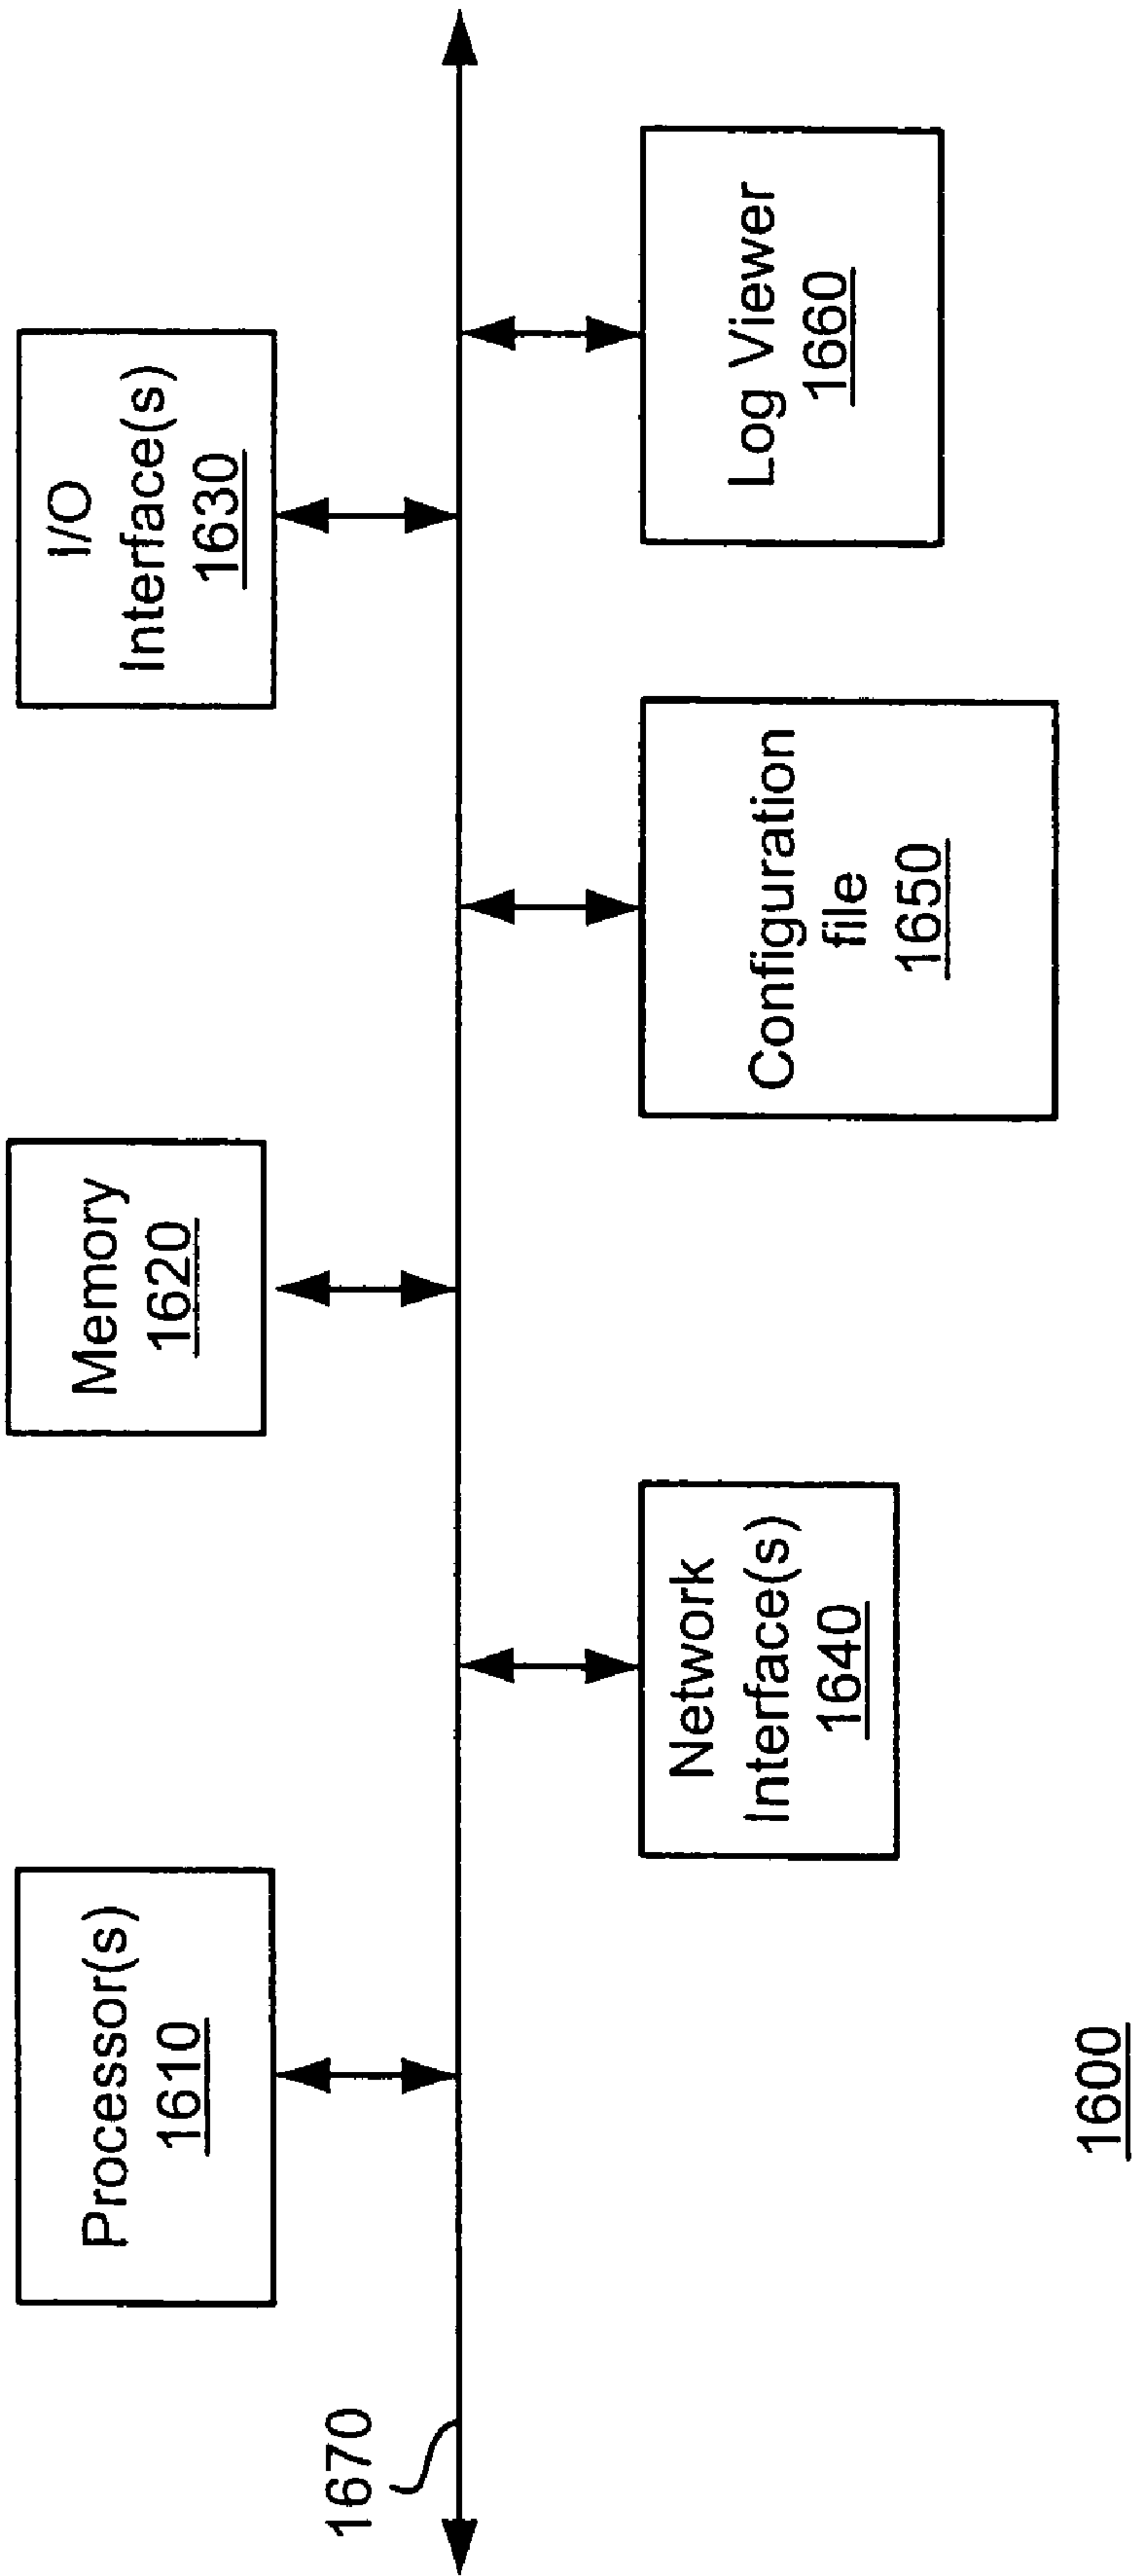 Processor(s)
1610
Memory
1620
I/O
Interface(s)
1630
1670
Network
Interface(s)
1640
Configuration
file
1650
Log Viewer
1660
1600